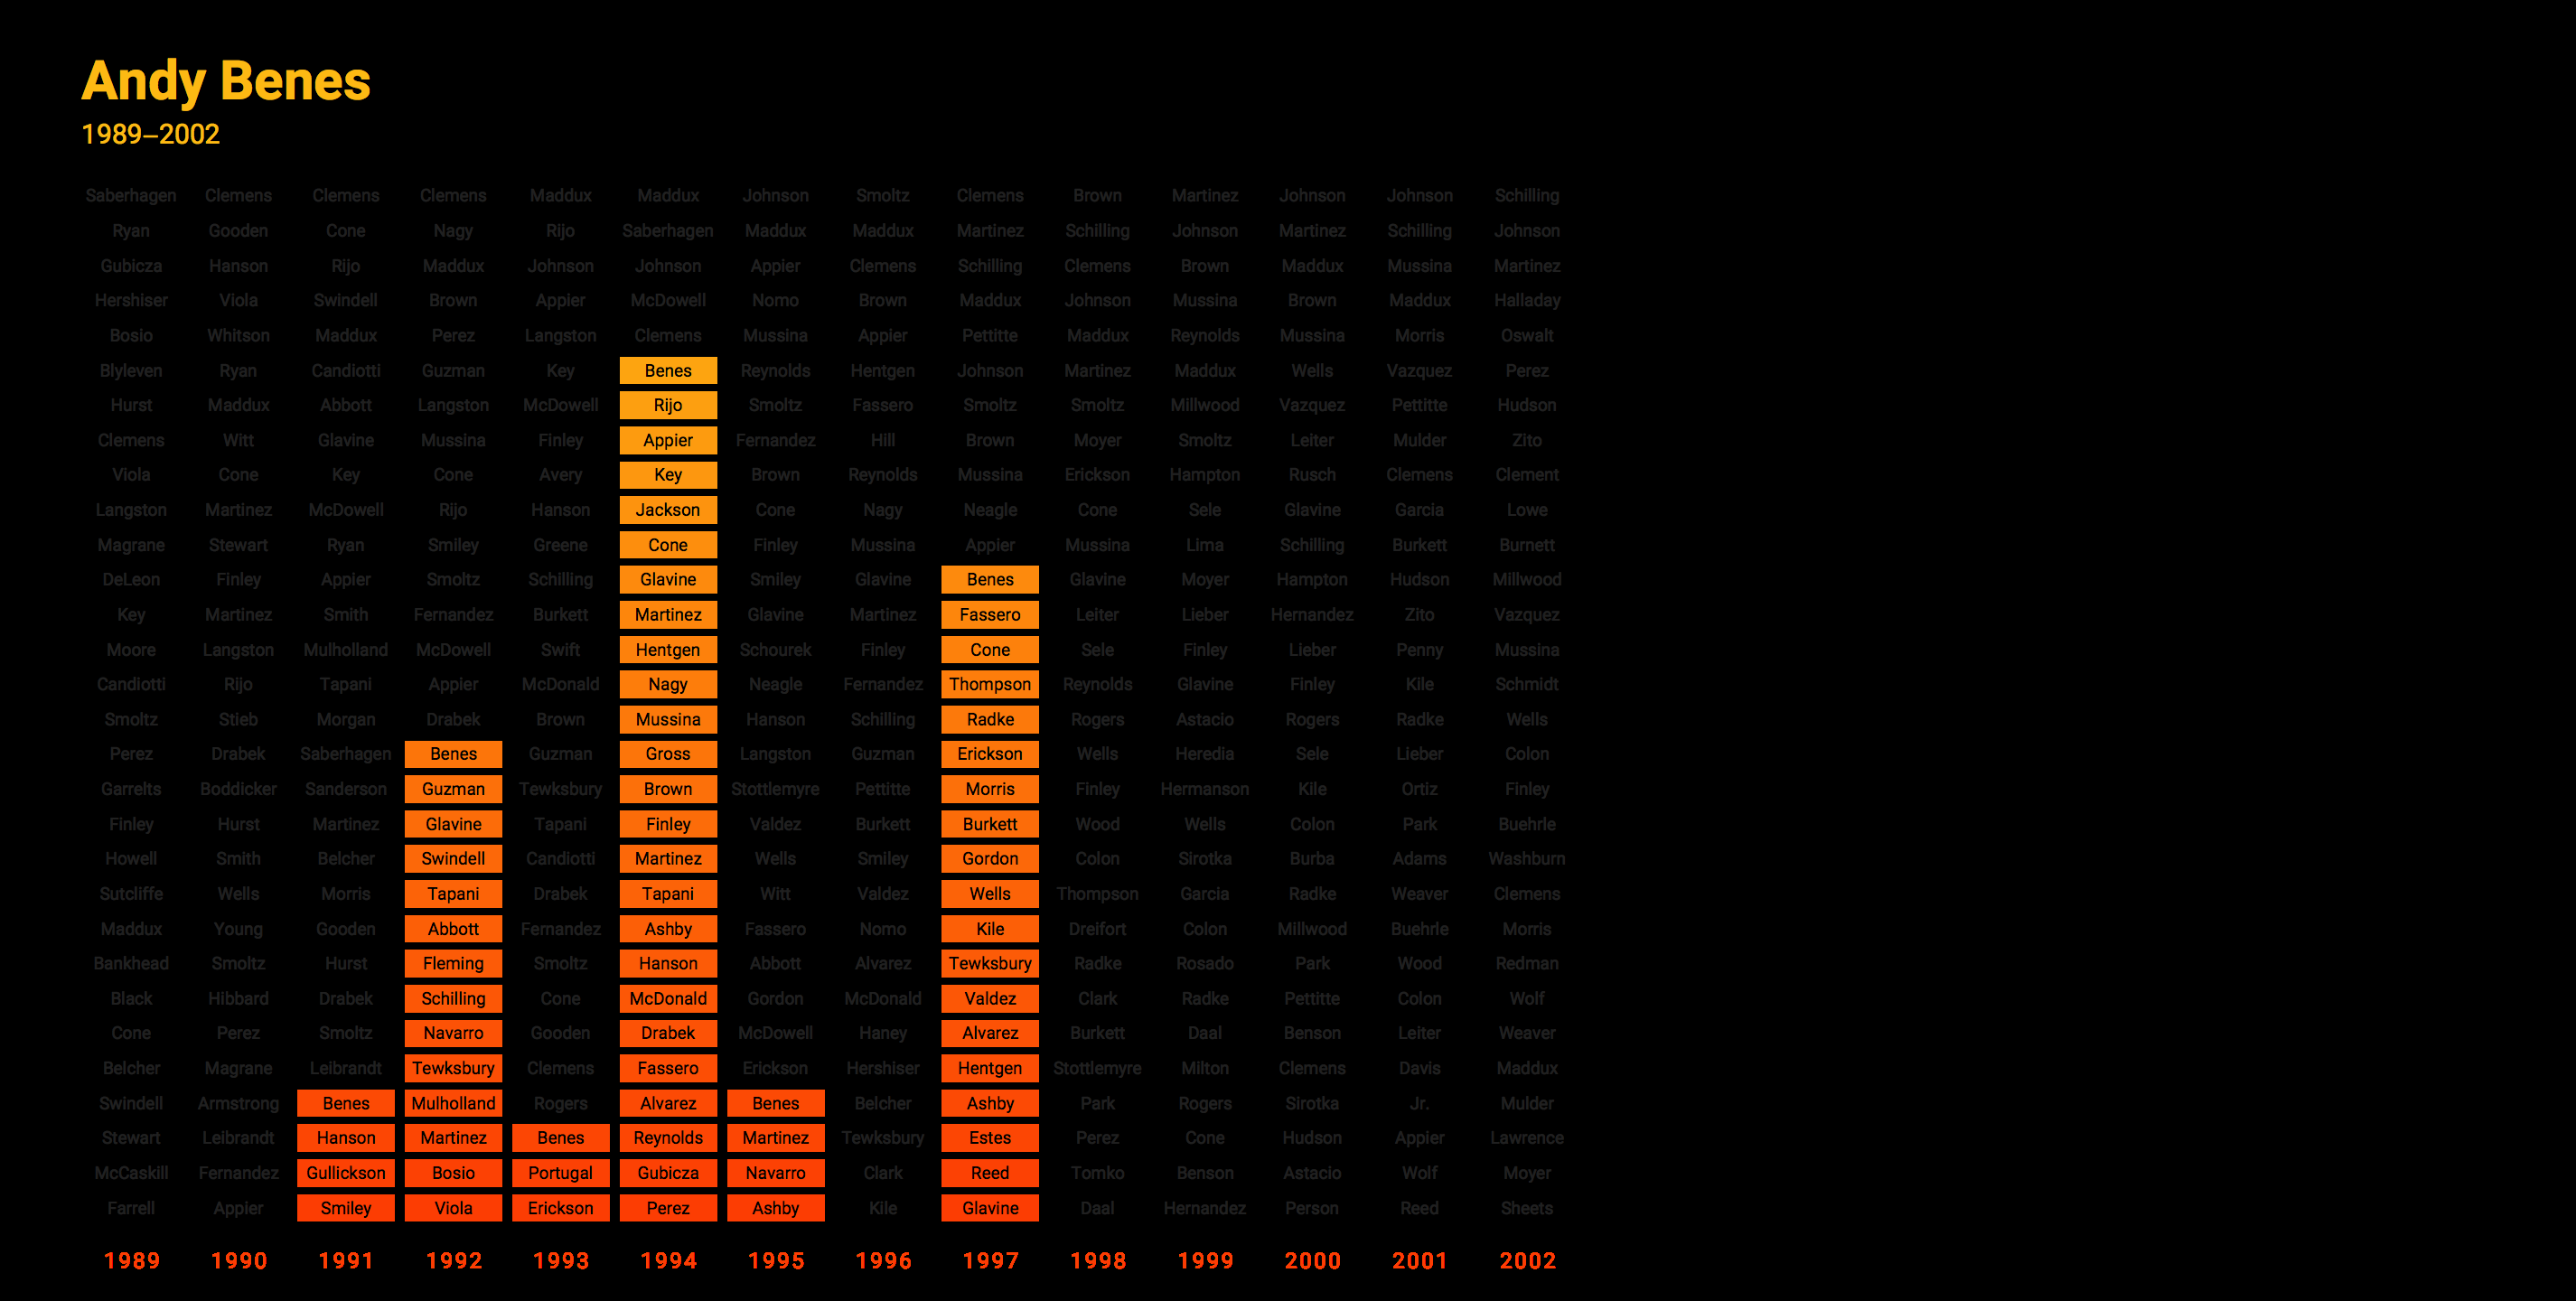 Andy Benes
1989–2002
Saberhagen Clemens Clemens Clemens Maddux Maddux Johnson Smoltz Clemens Brown Martinez Johnson Johnson Schilling
Ryan Gooden Cone Nagy Rijo Saberhagen Maddux Maddux Martinez Schilling Johnson Martinez Schilling Johnson
Gubicza Hanson Rijo Maddux Johnson Johnson Appier Clemens Schilling Clemens Brown Maddux Mussina Martinez
Hershiser Viola Swindell Brown Appier McDowell Nomo Brown Maddux Johnson Mussina Brown Maddux Halladay
Bosio Whitson Maddux Perez Langston Clemens Mussina Appier Pettitte Maddux Reynolds Mussina Morris Oswalt
Blyleven Ryan Candiotti Guzman Key Benes Reynolds Hentgen Johnson Martinez Maddux Wells Vazquez Perez
Hurst Maddux Abbott Langston McDowell Rijo Smoltz Fassero Smoltz Smoltz Millwood Vazquez Pettitte Hudson
Clemens Witt Glavine Mussina Finley Appier Fernandez Hill Brown Moyer Smoltz Leiter Mulder Zito
Viola Cone Key Cone Avery Key Brown Reynolds Mussina Erickson Hampton Rusch Clemens Clement
Langston Martinez McDowell Rijo Hanson Jackson Cone Nagy Neagle Cone Sele Glavine Garcia Lowe
Magrane Stewart Ryan Smiley Greene Cone Finley Mussina Appier Mussina Lima Schilling Burkett Burnett
DeLeon Finley Appier Smoltz Schilling Glavine Smiley Glavine Benes Glavine Moyer Hampton Hudson Millwood
Key Martinez Smith Fernandez Burkett Martinez Glavine Martinez Fassero Leiter Lieber Hernandez Zito Vazquez
Moore Langston Mulholland McDowell Swift Hentgen Schourek Finley Cone Sele Finley Lieber Penny Mussina
Candiotti Rijo Tapani Appier McDonald Nagy Neagle Fernandez Thompson Reynolds Glavine Finley Kile Schmidt
Smoltz Stieb Morgan Drabek Brown Mussina Hanson Schilling Radke Rogers Astacio Rogers Radke Wells
Perez Drabek Saberhagen Benes Guzman Gross Langston Guzman Erickson Wells Heredia Sele Lieber Colon
Garrelts Boddicker Sanderson Guzman Tewksbury Brown Stottlemyre Pettitte Morris Finley Hermanson Kile Ortiz Finley
Finley Hurst Martinez Glavine Tapani Finley Valdez Burkett Burkett Wood Wells Colon Park Buehrle
Howell Smith Belcher Swindell Candiotti Martinez Wells Smiley Gordon Colon Sirotka Burba Adams Washburn
Sutcliffe Wells Morris Tapani Drabek Tapani Witt Valdez Wells Thompson Garcia Radke Weaver Clemens
Maddux Young Gooden Abbott Fernandez Ashby Fassero Nomo Kile Dreifort Colon Millwood Buehrle Morris
Bankhead Smoltz Hurst Fleming Smoltz Hanson Abbott Alvarez Tewksbury Radke Rosado Park Wood Redman
Black Hibbard Drabek Schilling Cone McDonald Gordon McDonald Valdez Clark Radke Pettitte Colon Wolf
Cone Perez Smoltz Navarro Gooden Drabek McDowell Haney Alvarez Burkett Daal Benson Leiter Weaver
Belcher Magrane Leibrandt Tewksbury Clemens Fassero Erickson Hershiser Hentgen Stottlemyre Milton Clemens Davis Maddux
Swindell Armstrong Benes Mulholland Rogers Alvarez Benes Belcher Ashby Park Rogers Sirotka Jr. Mulder
Stewart Leibrandt Hanson Martinez Benes Reynolds Martinez Tewksbury Estes Perez Cone Hudson Appier Lawrence
McCaskill Fernandez Gullickson Bosio Portugal Gubicza Navarro Clark Reed Tomko Benson Astacio Wolf Moyer
Farrell Appier Smiley Viola Erickson Perez Ashby Kile Glavine Daal Hernandez Person Reed Sheets
1989 1990 1991 1992 1993 1994 1995 1996 1997 1998 1999 2000 2001 2002